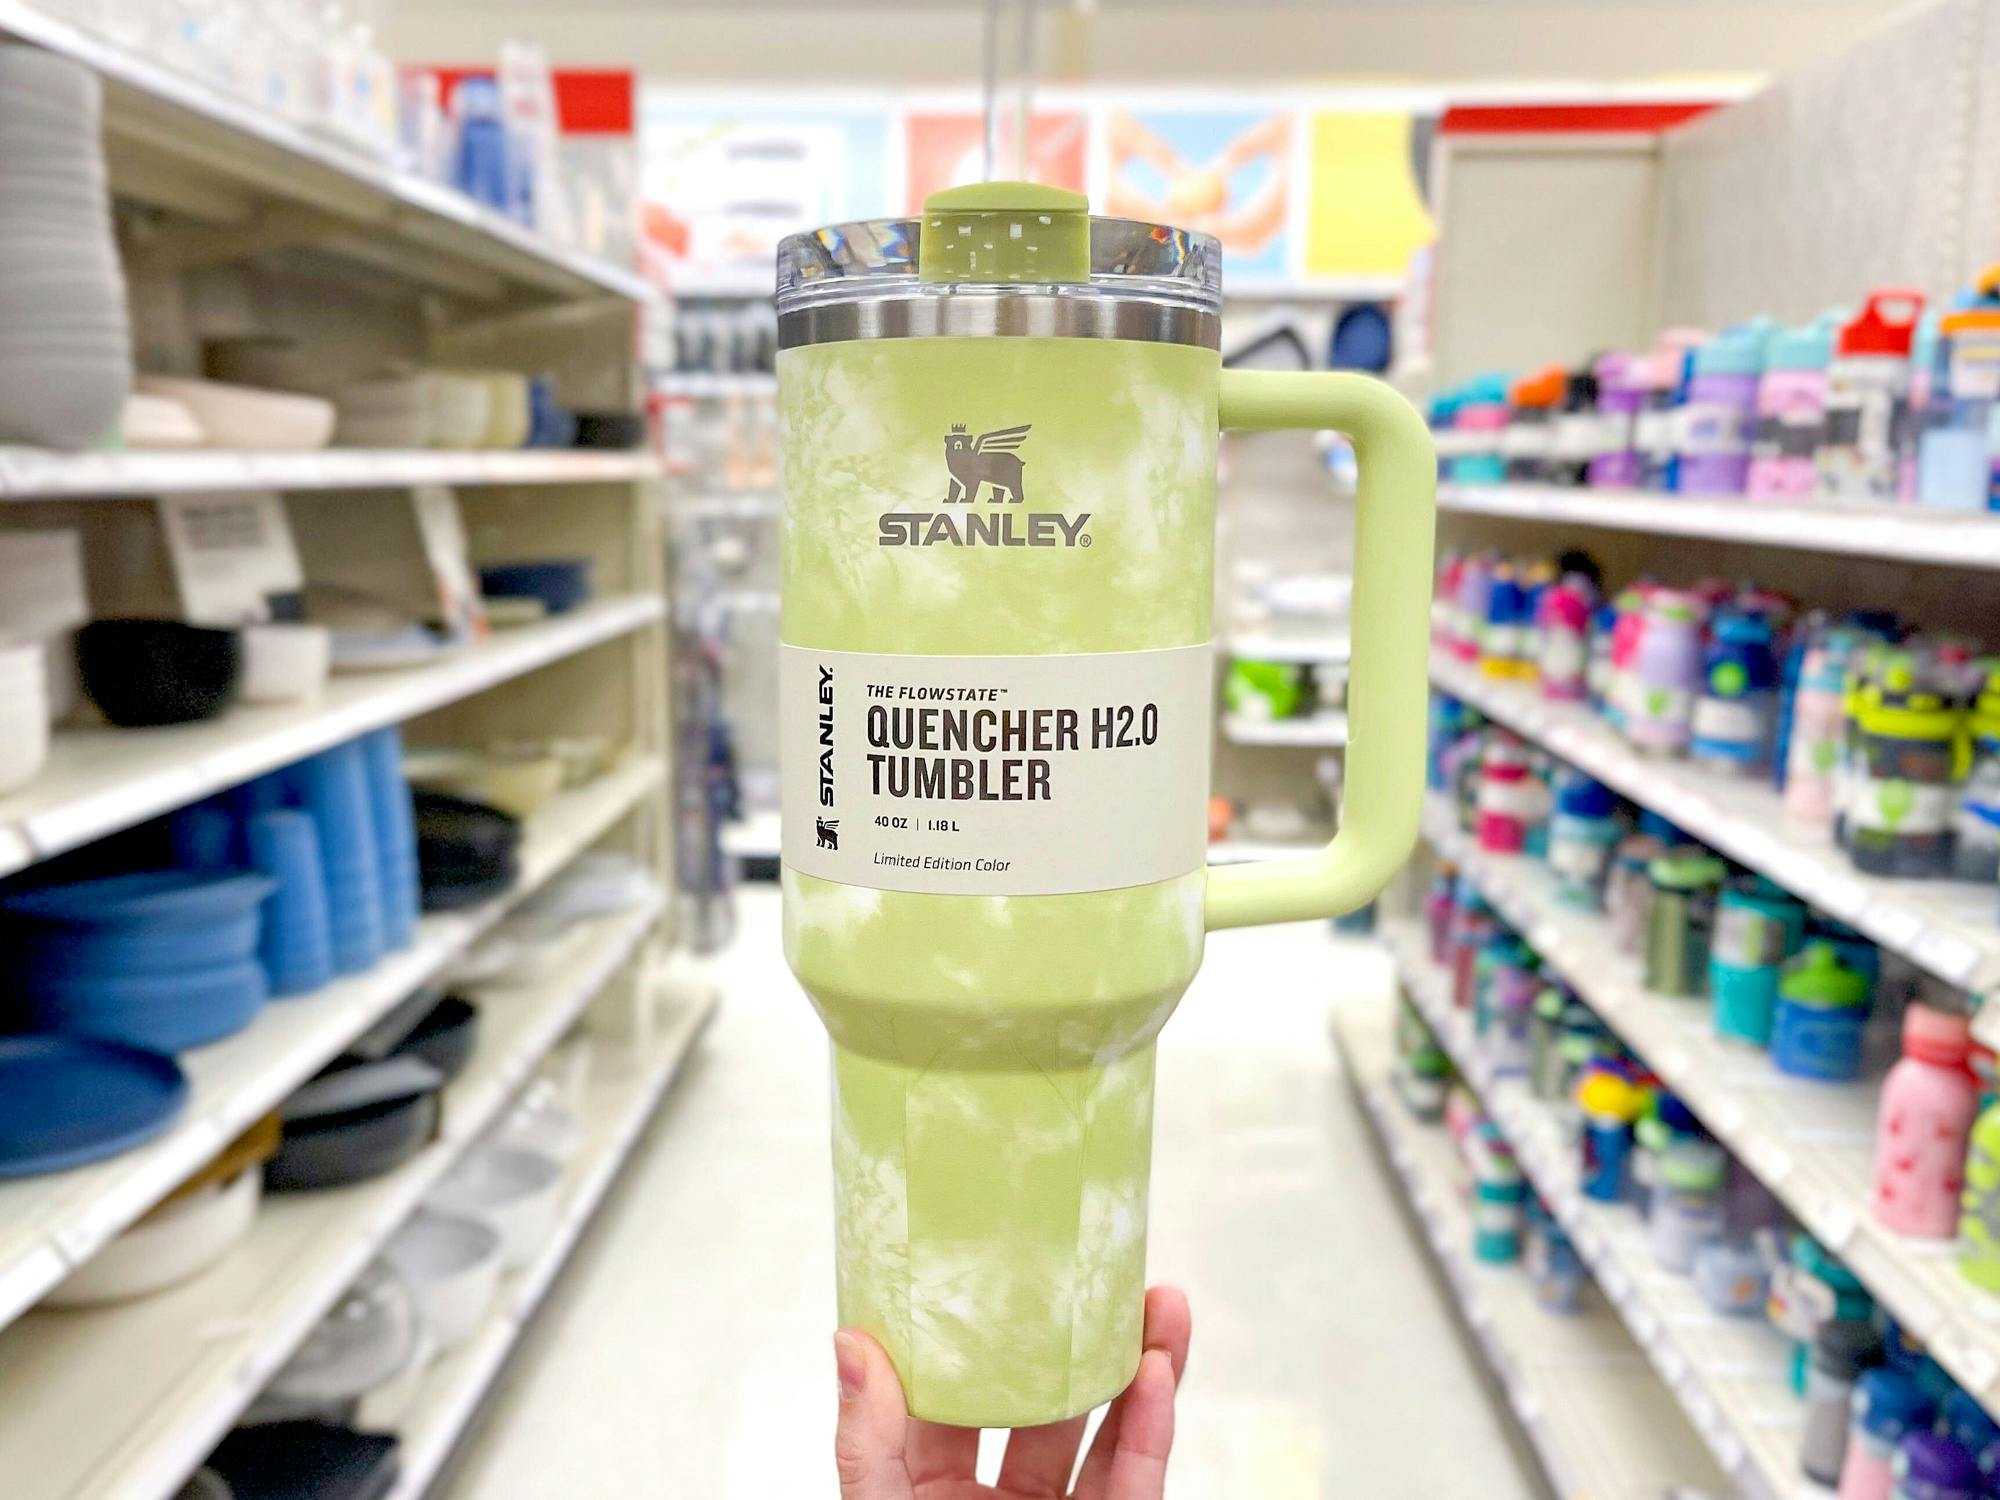 STANLEY®
STANLEY.
THE FLOWSTATE™
QUENCHER H2.0
TUMBLER
40 OZ | 1.18 L
Limited Edition Color